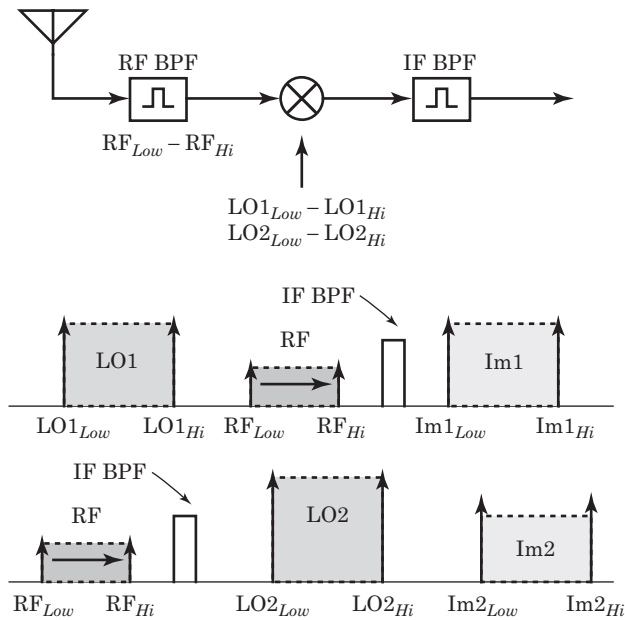 RF BPF
IF BPF
RF_Low – RF_Hi
LO1_Low – LO1_Hi
LO2_Low – LO2_Hi
IF BPF
LO1
RF
Im1
LO1_Low
LO1_Hi
RF_Low
RF_Hi
Im1_Low
Im1_Hi
IF BPF
RF
LO2
Im2
RF_Low
RF_Hi
LO2_Low
LO2_Hi
Im2_Low
Im2_Hi